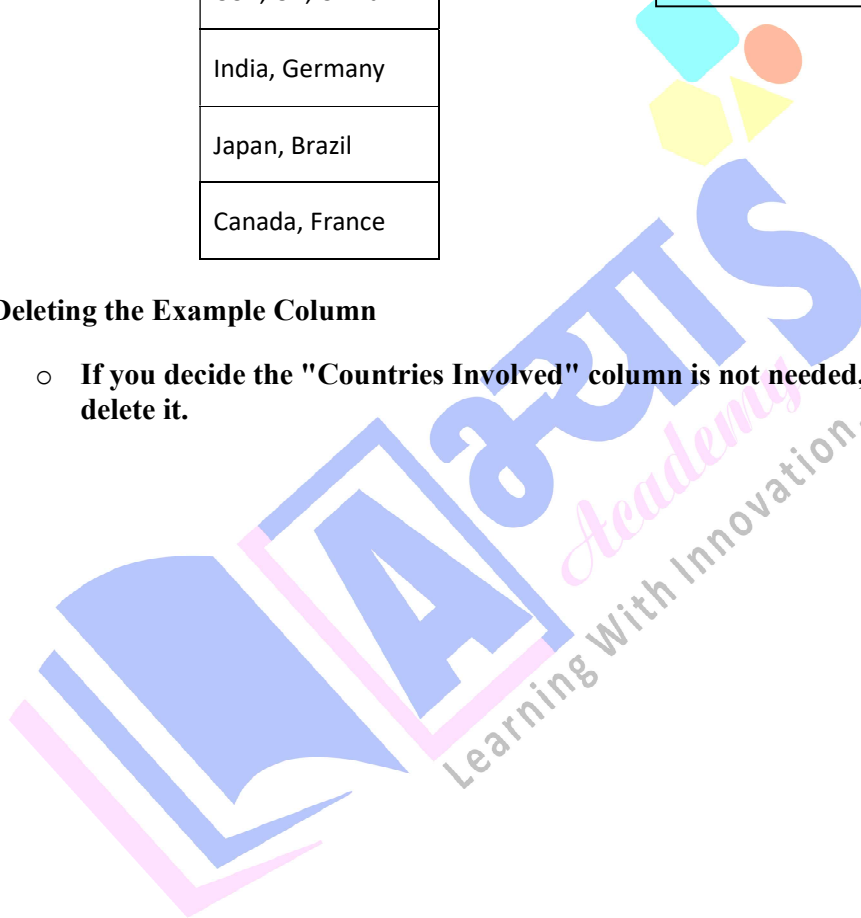 India, Germany
Japan, Brazil
Canada, France
Deleting the Example Column
o If you decide the "Countries Involved" column is not needed,
delete it.
A भ्यास
Academy
Learning With Innovation.